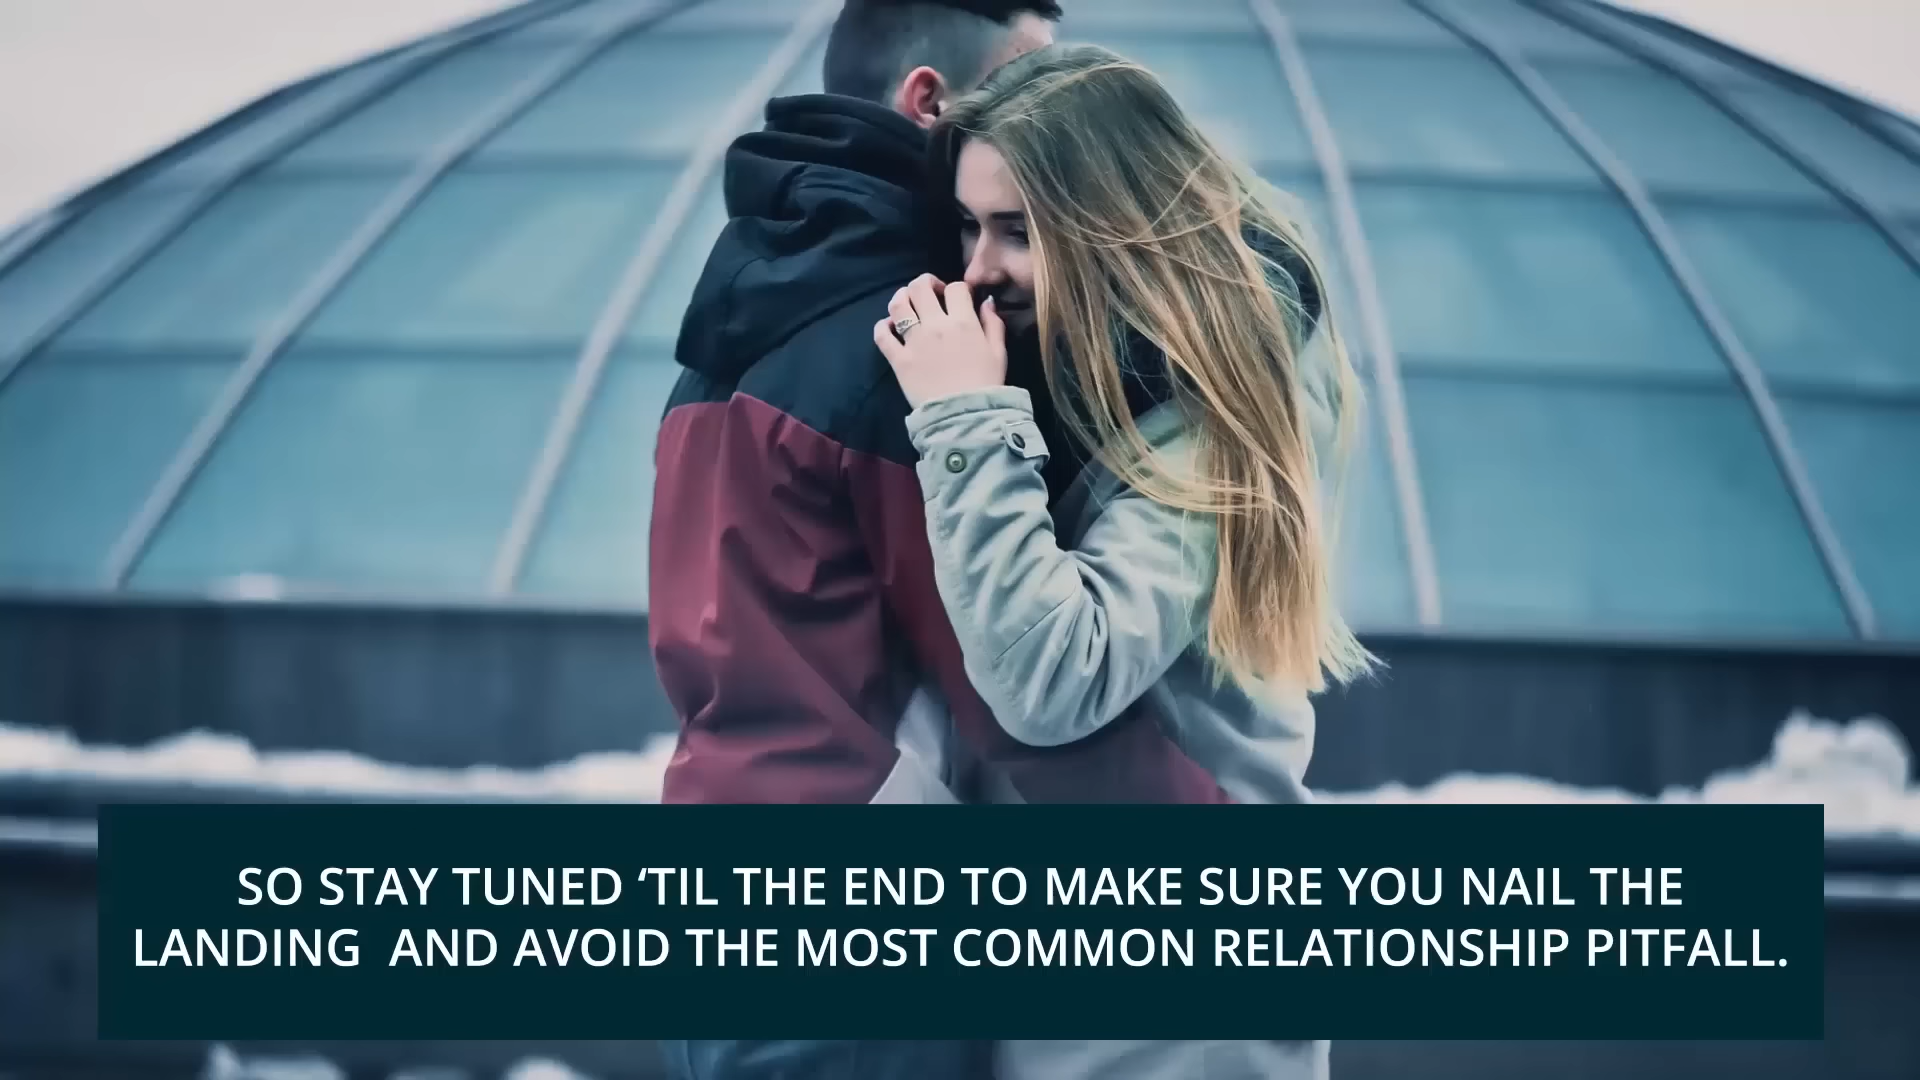 SO STAY TUNED ‘TIL THE END TO MAKE SURE YOU NAIL THE
LANDING  AND AVOID THE MOST COMMON RELATIONSHIP PITFALL.